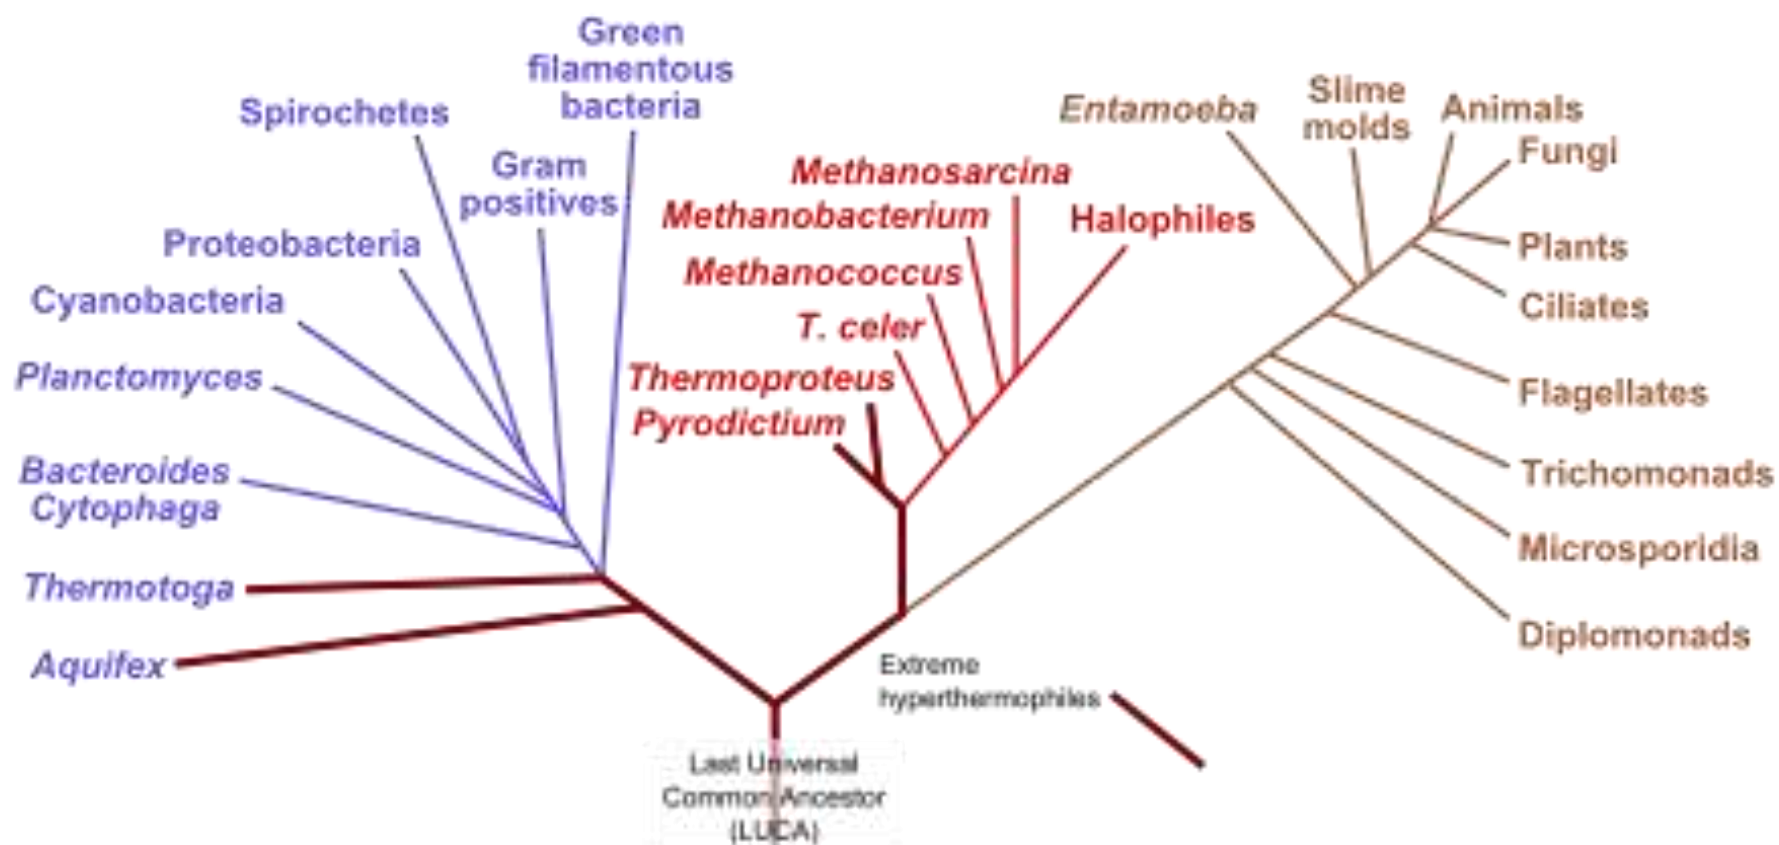 Green
filamentous
bacteria
Spirochetes
Gram
positives
Proteobacteria
Cyanobacteria
Planctomyces
Bacteroides
Cytophaga
Thermotoga
Aquifex
Methanosarcina
Methanobacterium
Halophiles
Methanococcus
T. celer
Thermoproteus
Pyrodictium
Entamoeba
Slime
molds
Animals
Fungi
Plants
Ciliates
Flagellates
Trichomonads
Microsporidia
Diplomonads
Extreme
hyperthermophiles
Last Universal
Common Ancestor
(LUCA)